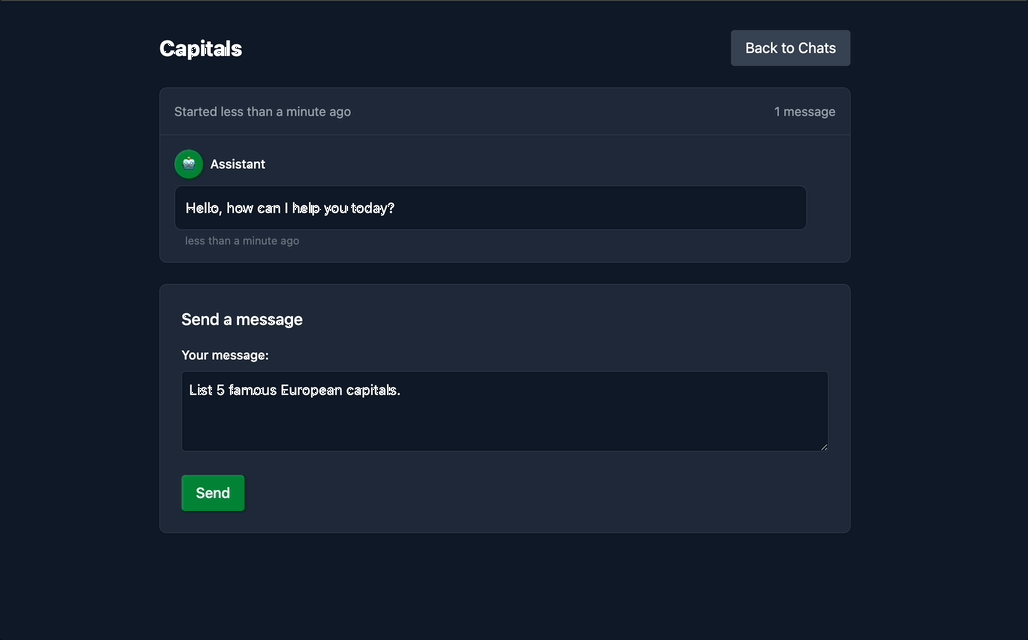 Capitals
Back to Chats
Started less than a minute ago
1 message
Assistant
Hello, how can I help you today?
less than a minute ago
Send a message
Your message:
List 5 famous European capitals.
Send